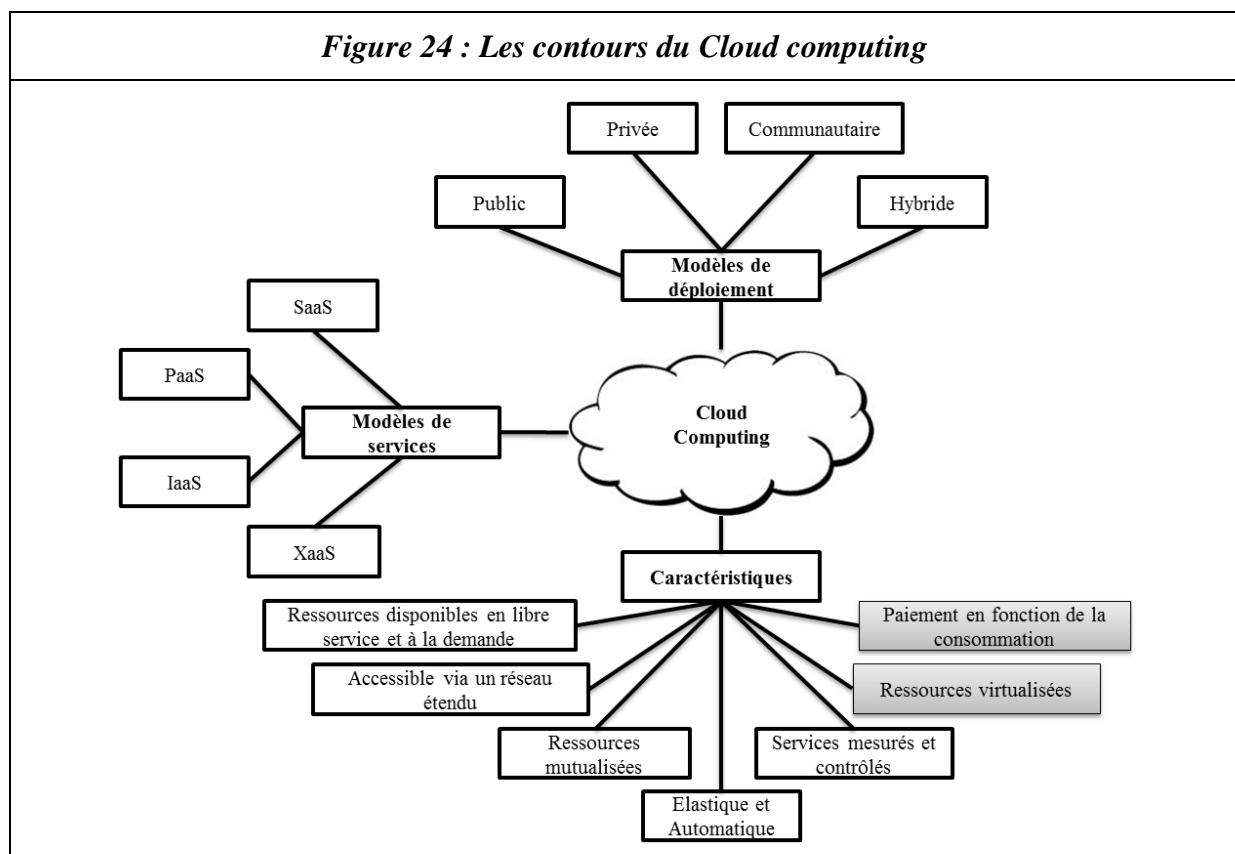 Figure 24 : Les contours du Cloud computing
Privée
Communautaire
Public
Hybride
Modèles de
déploiement
SaaS
PaaS
Modèles de
services
IaaS
XaaS
Cloud
Computing
Caractéristiques
Ressources disponibles en libre
service et à la demande
Paiement en fonction de la
consommation
Accessible via un réseau
étendu
Ressources virtualisées
Ressources
mutualisées
Services mesurés et
contrôlés
Elastique et
Automatique